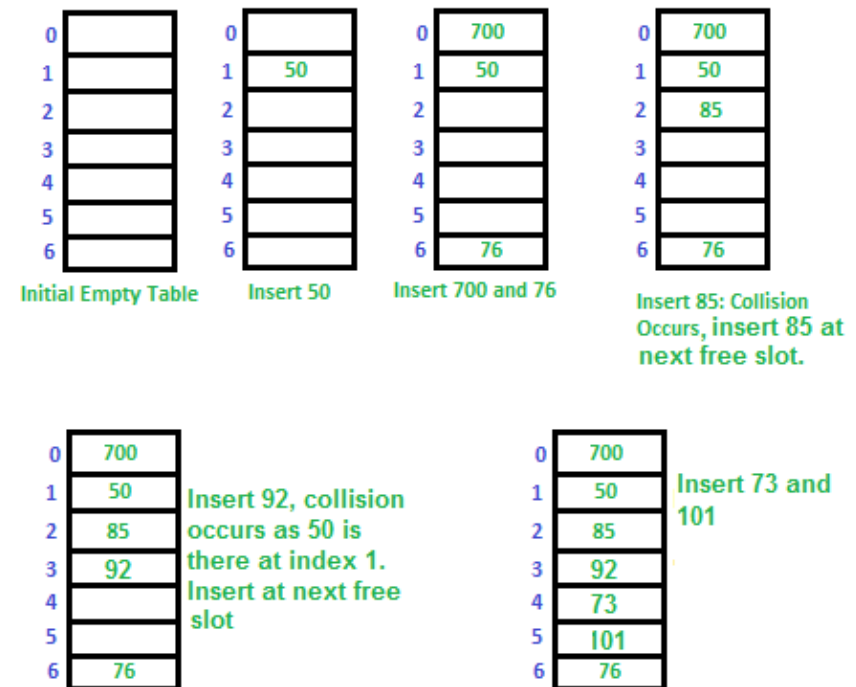 0 0 0 700 0 700
1 1 50 1 50 1 50
2 2 2 2 85
3 3 3 3
4 4 4 4
5 5 5 5
6 6 6 76 6 76
Initial Empty Table
Insert 50
Insert 700 and 76
Insert 85: Collision
Occurs, insert 85 at
next free slot.
0 700
1 50
2 85
3 92
4
5
6 76
Insert 92, collision
occurs as 50 is
there at index 1.
Insert at next free
slot
0 700
1 50
2 85
3 92
4 73
5 101
6 76
Insert 73 and
101